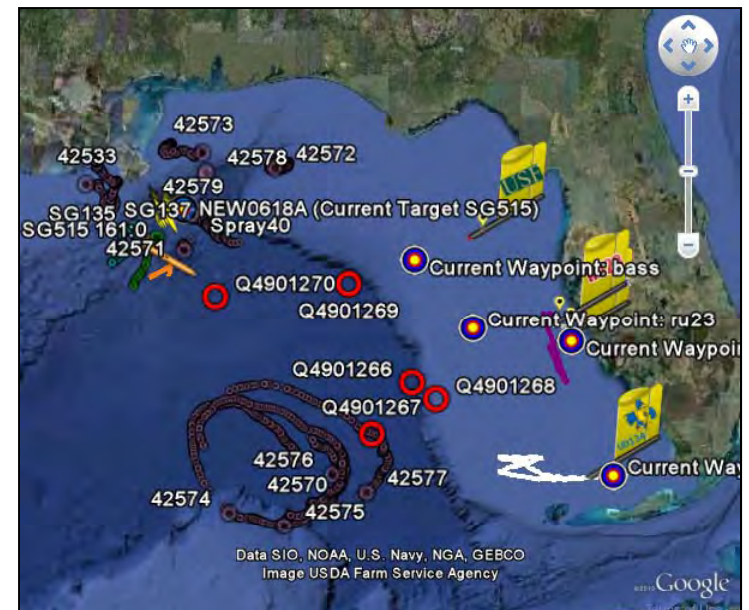 42573
42533
42578
42572
42579
SG135
SG137
NEW0618A (Current Target SG515)
SG515 161.0
Spray40
42571
USF
Current Waypoint: bass
Q4901270
Q4901269
Current Waypoint: ru23
Current Waypoi
Q4901266
Q4901268
Q4901267
42576
42570
42577
42574
42575
Current Way
Data SIO, NOAA, U.S. Navy, NGA, GEBCO
Image USDA Farm Service Agency
Google